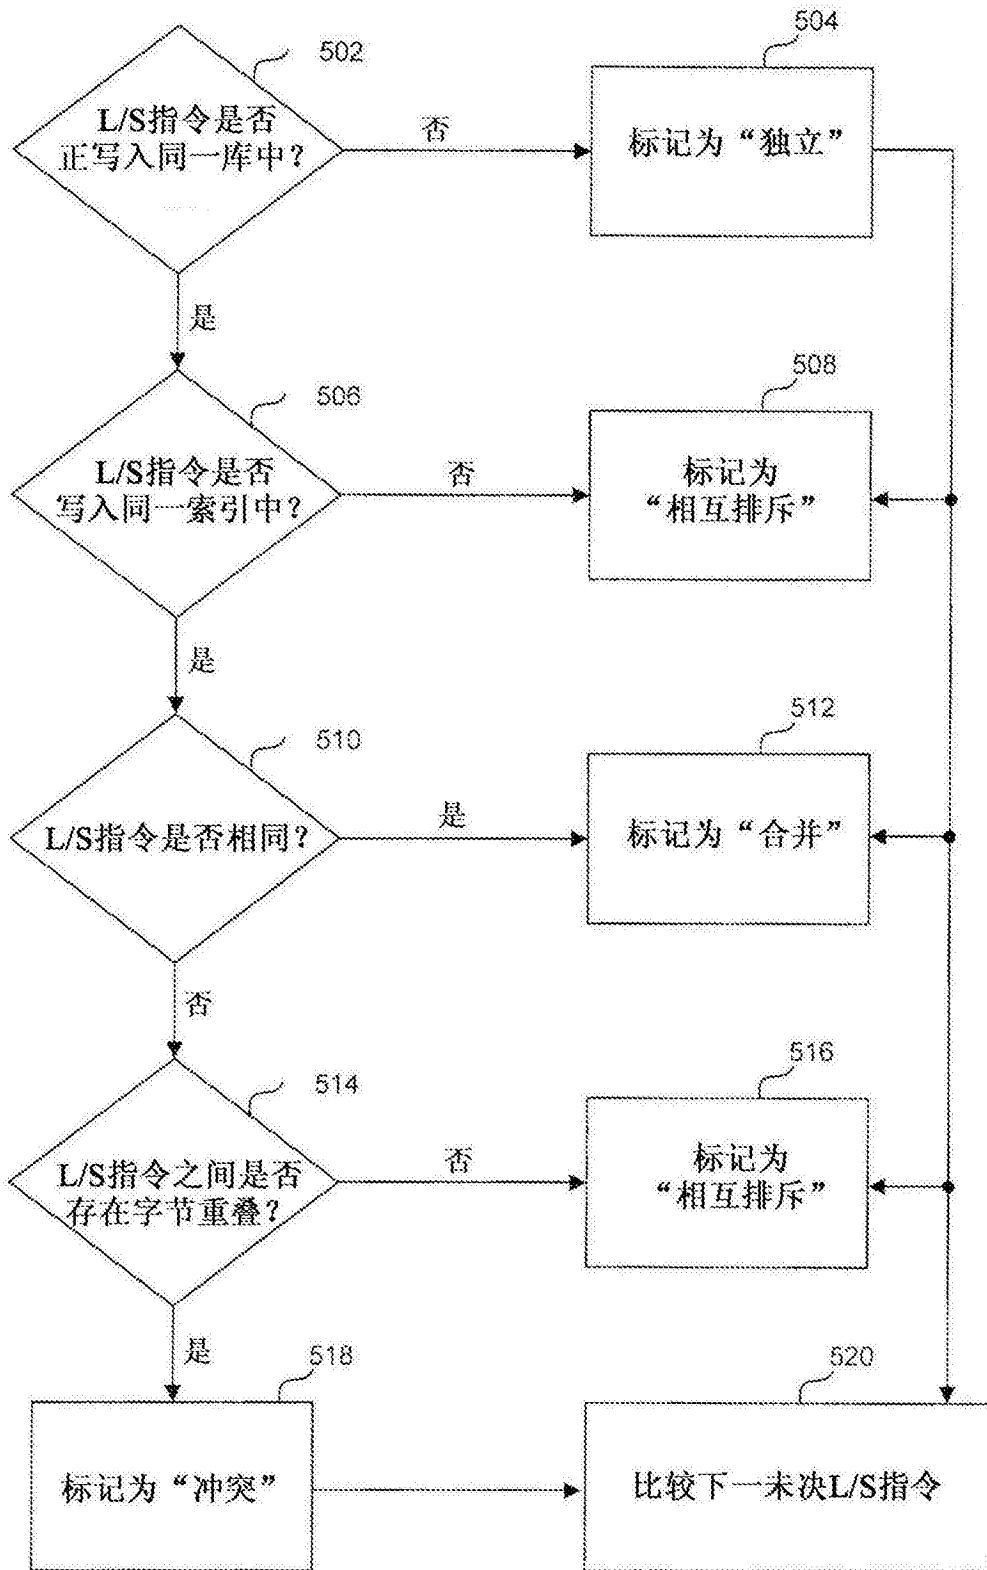 502
504
L/S指令是否
正写入同一库中？
否
标记为“独立”
是
506
508
L/S指令是否
写入同一索引中？
否
标记为
“相互排斥”
是
510
512
L/S指令是否相同？
是
标记为“合并”
否
514
516
L/S指令之间是否
存在字节重叠？
否
标记为
“相互排斥”
是
518
520
标记为“冲突”
比较下一未决L/S指令